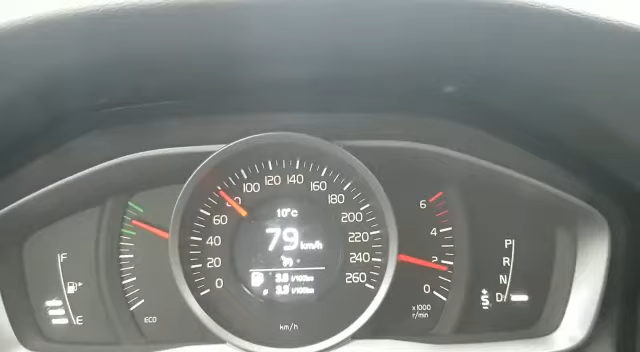 F
E
ECO
0
20
40
60
80
100
120
140
160
180
200
220
240
260
10°C
79 km/h
3.8 l/100km
3.9 l/100km
km/h
6
4
2
0
x1000
r/min
P
R
N
D
+
S
-